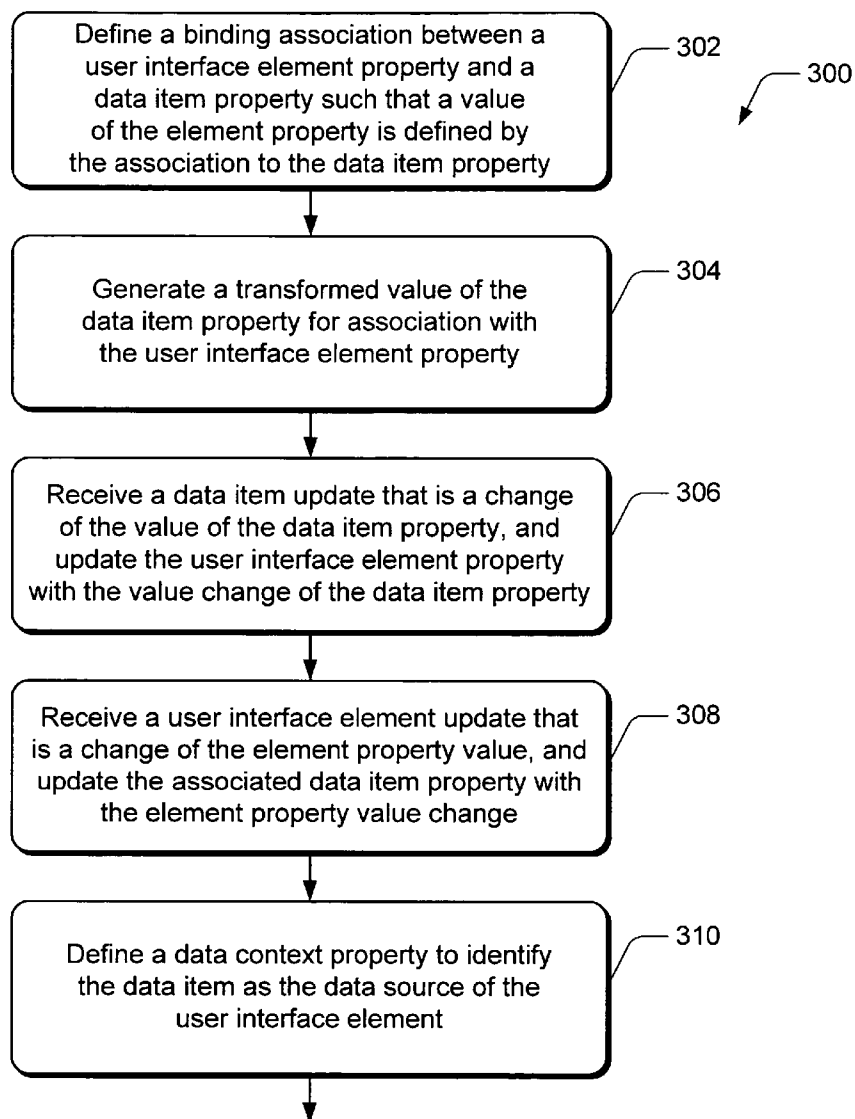 Define a binding association between a
user interface element property and a
data item property such that a value
of the element property is defined by
the association to the data item property
302
300
Generate a transformed value of the
data item property for association with
the user interface element property
304
Receive a data item update that is a change
of the value of the data item property, and
update the user interface element property
with the value change of the data item property
306
Receive a user interface element update that
is a change of the element property value, and
update the associated data item property with
the element property value change
308
Define a data context property to identify
the data item as the data source of the
user interface element
310